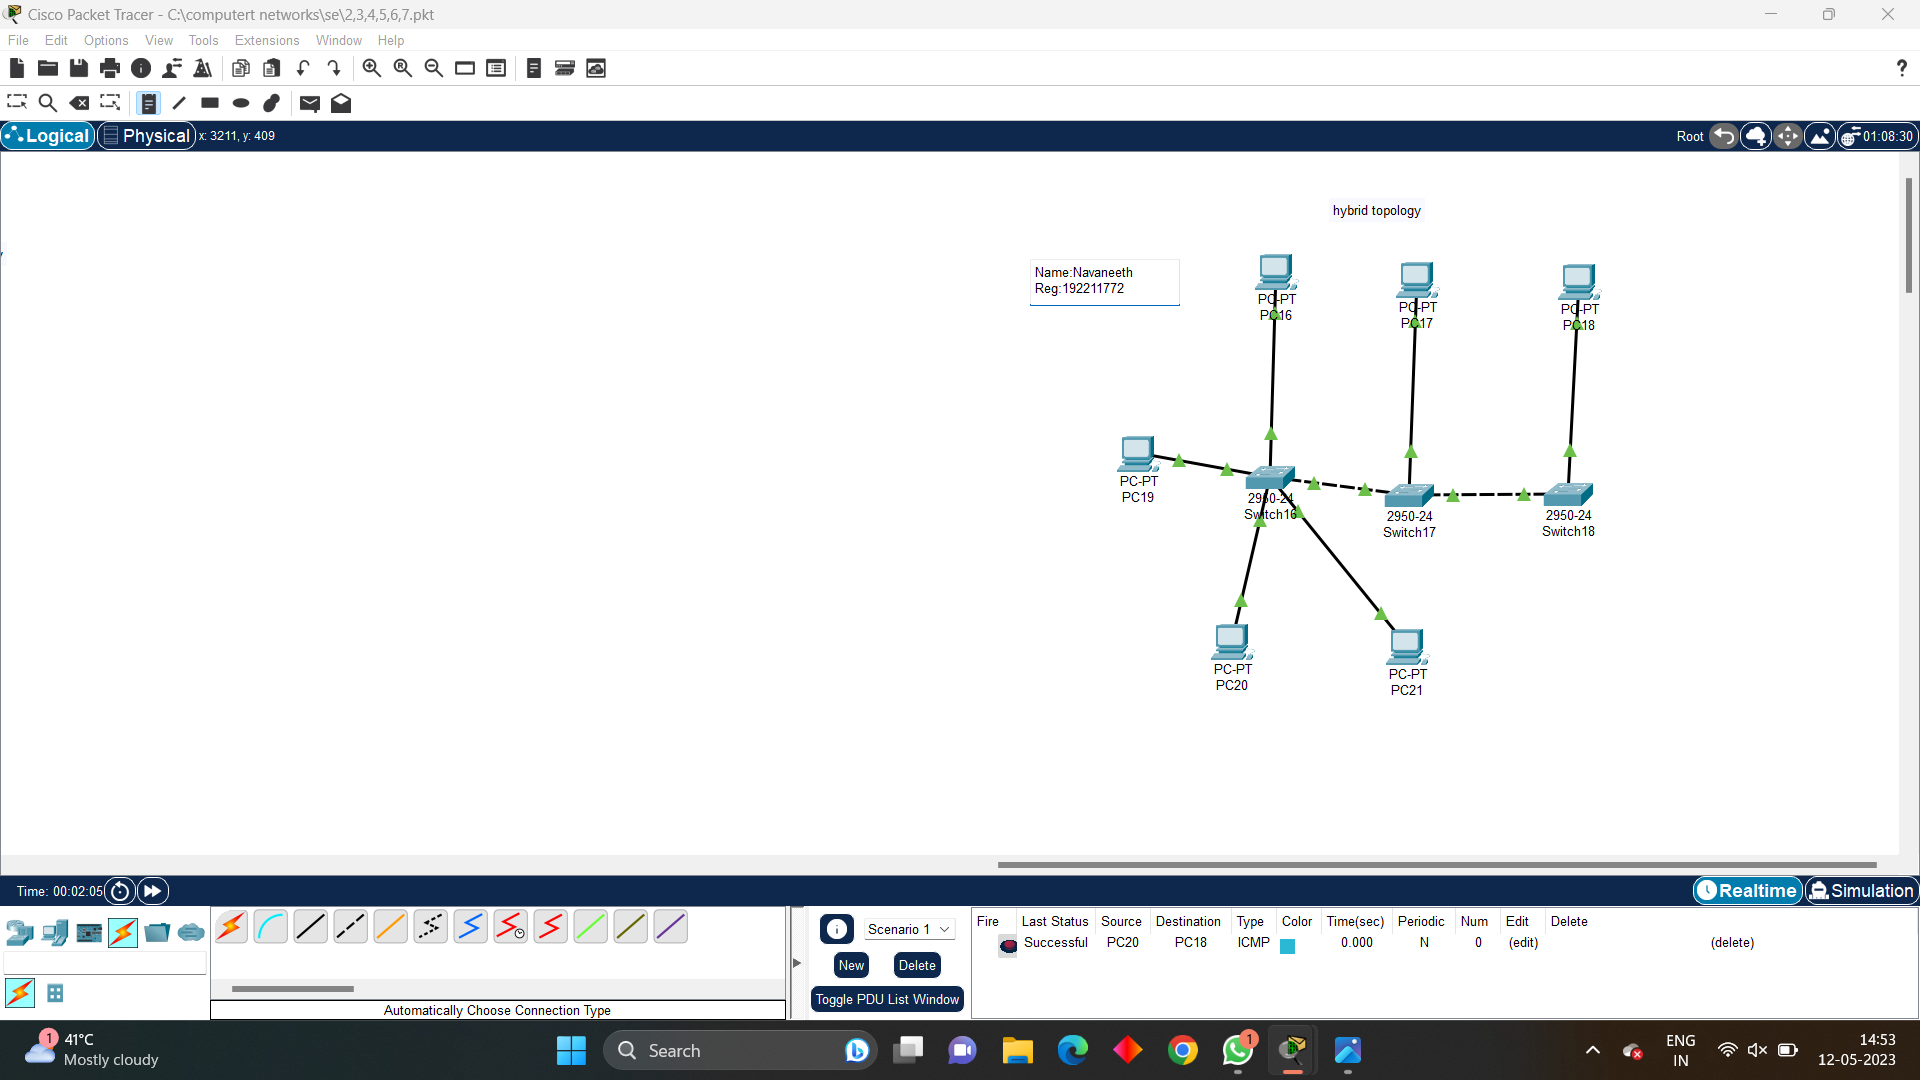 Cisco Packet Tracer - C:\computert networks\se\2,3,4,5,6,7.pkt
File Edit Options View Tools Extensions Window Help
?
Logical Physical x: 3211, y: 409 Root 01:08:30
hybrid topology
Name:Navaneeth
Reg:192211772
PC-PT
PC16
PC-PT
PC17
PC-PT
PC18
PC-PT
PC19
2950-24
Switch16
2950-24
Switch17
2950-24
Switch18
PC-PT
PC20
PC-PT
PC21
Time: 00:02:05 Realtime Simulation
Scenario 1
New Delete
Toggle PDU List Window
Fire Last Status Source Destination Type Color Time(sec) Periodic Num Edit Delete
Successful PC20 PC18 ICMP 0.000 N 0 (edit) (delete)
Automatically Choose Connection Type
1
41°C
Mostly cloudy
Search
1
ENG
IN
14:53
12-05-2023